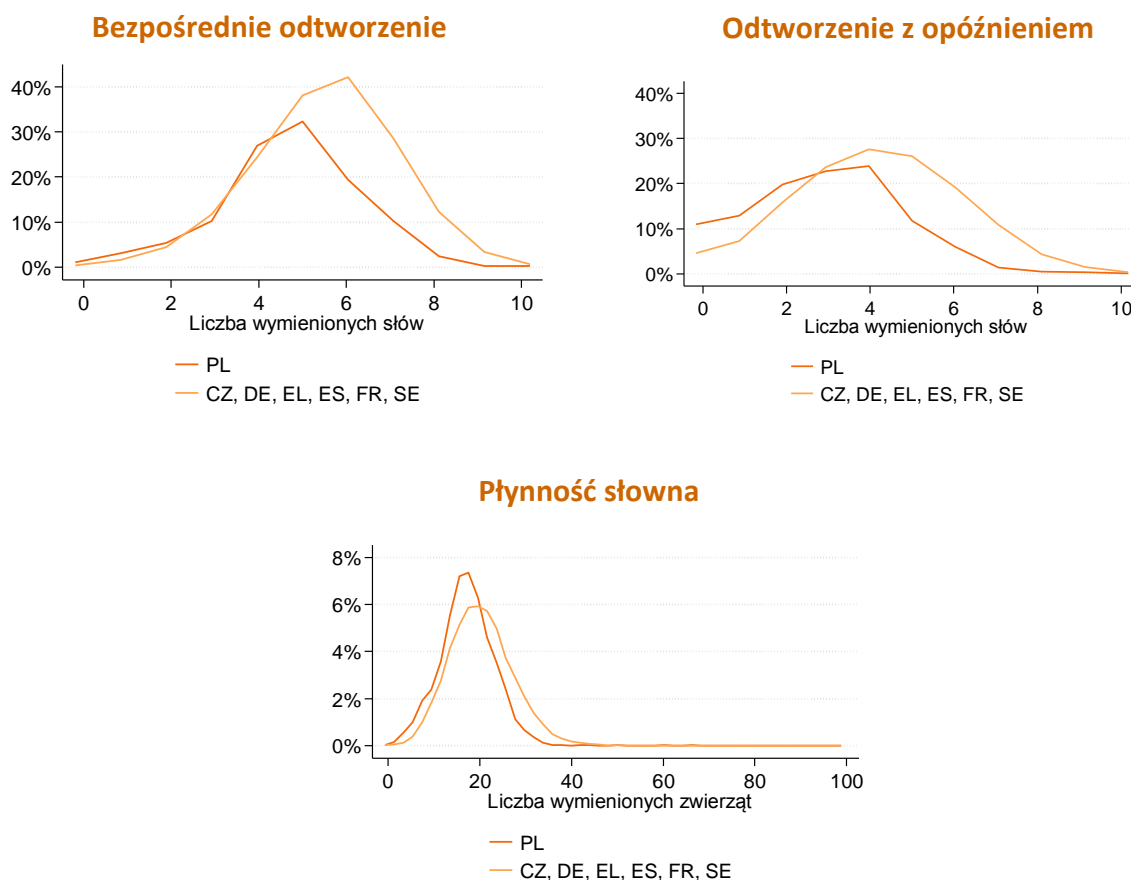 Bezpośrednie odtworzenie
40%
30%
20%
10%
0%
0 2 4 6 8 10
Liczba wymienionych słów
PL
CZ, DE, EL, ES, FR, SE
Odtworzenie z opóźnieniem
40%
30%
20%
10%
0%
0 2 4 6 8 10
Liczba wymienionych słów
PL
CZ, DE, EL, ES, FR, SE
Płynność słowna
8%
6%
4%
2%
0%
0 20 40 60 80 100
Liczba wymienionych zwierząt
PL
CZ, DE, EL, ES, FR, SE